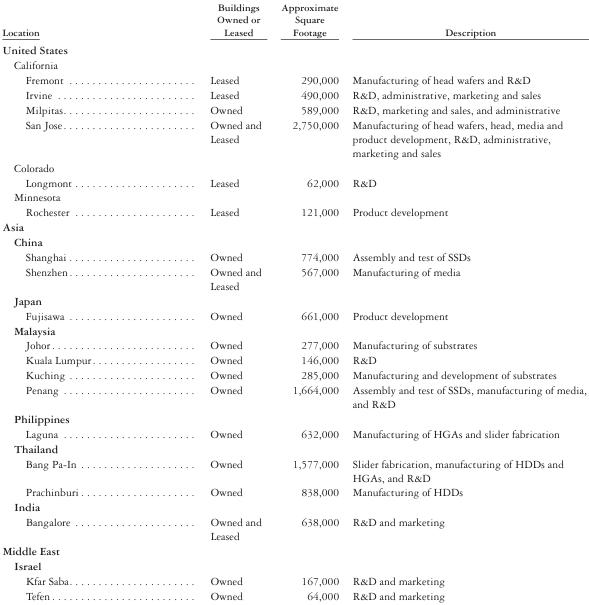 Buildings Approximate
Owned or Square
Location Leased Footage Description
United States
California
Fremont . . . . . . . . . . . . . . . . . . . . . . Leased 290,000 Manufacturing of head wafers and R&D
Irvine . . . . . . . . . . . . . . . . . . . . . . . . Leased 490,000 R&D, administrative, marketing and sales
Milpitas. . . . . . . . . . . . . . . . . . . . . . . Owned 589,000 R&D, marketing and sales, and administrative
San Jose. . . . . . . . . . . . . . . . . . . . . . . Owned and 2,750,000 Manufacturing of head wafers, head, media and
Leased product development, R&D, administrative,
marketing and sales
Colorado
Longmont . . . . . . . . . . . . . . . . . . . . . Leased 62,000 R&D
Minnesota
Rochester . . . . . . . . . . . . . . . . . . . . . Leased 121,000 Product development
Asia
China
Shanghai . . . . . . . . . . . . . . . . . . . . . . Owned 774,000 Assembly and test of SSDs
Shenzhen. . . . . . . . . . . . . . . . . . . . . . Owned and 567,000 Manufacturing of media
Leased
Japan
Fujisawa . . . . . . . . . . . . . . . . . . . . . . Owned 661,000 Product development
Malaysia
Johor. . . . . . . . . . . . . . . . . . . . . . . . . Owned 277,000 Manufacturing of substrates
Kuala Lumpur. . . . . . . . . . . . . . . . . . Owned 146,000 R&D
Kuching . . . . . . . . . . . . . . . . . . . . . . Owned 285,000 Manufacturing and development of substrates
Penang . . . . . . . . . . . . . . . . . . . . . . . Owned 1,664,000 Assembly and test of SSDs, manufacturing of media,
and R&D
Philippines
Laguna . . . . . . . . . . . . . . . . . . . . . . . Owned 632,000 Manufacturing of HGAs and slider fabrication
Thailand
Bang Pa-In . . . . . . . . . . . . . . . . . . . . Owned 1,577,000 Slider fabrication, manufacturing of HDDs and
HGAs, and R&D
Prachinburi . . . . . . . . . . . . . . . . . . . . Owned 838,000 Manufacturing of HDDs
India
Bangalore . . . . . . . . . . . . . . . . . . . . . Owned and 638,000 R&D and marketing
Leased
Middle East
Israel
Kfar Saba. . . . . . . . . . . . . . . . . . . . . . Owned 167,000 R&D and marketing
Tefen . . . . . . . . . . . . . . . . . . . . . . . . . Owned 64,000 R&D and marketing